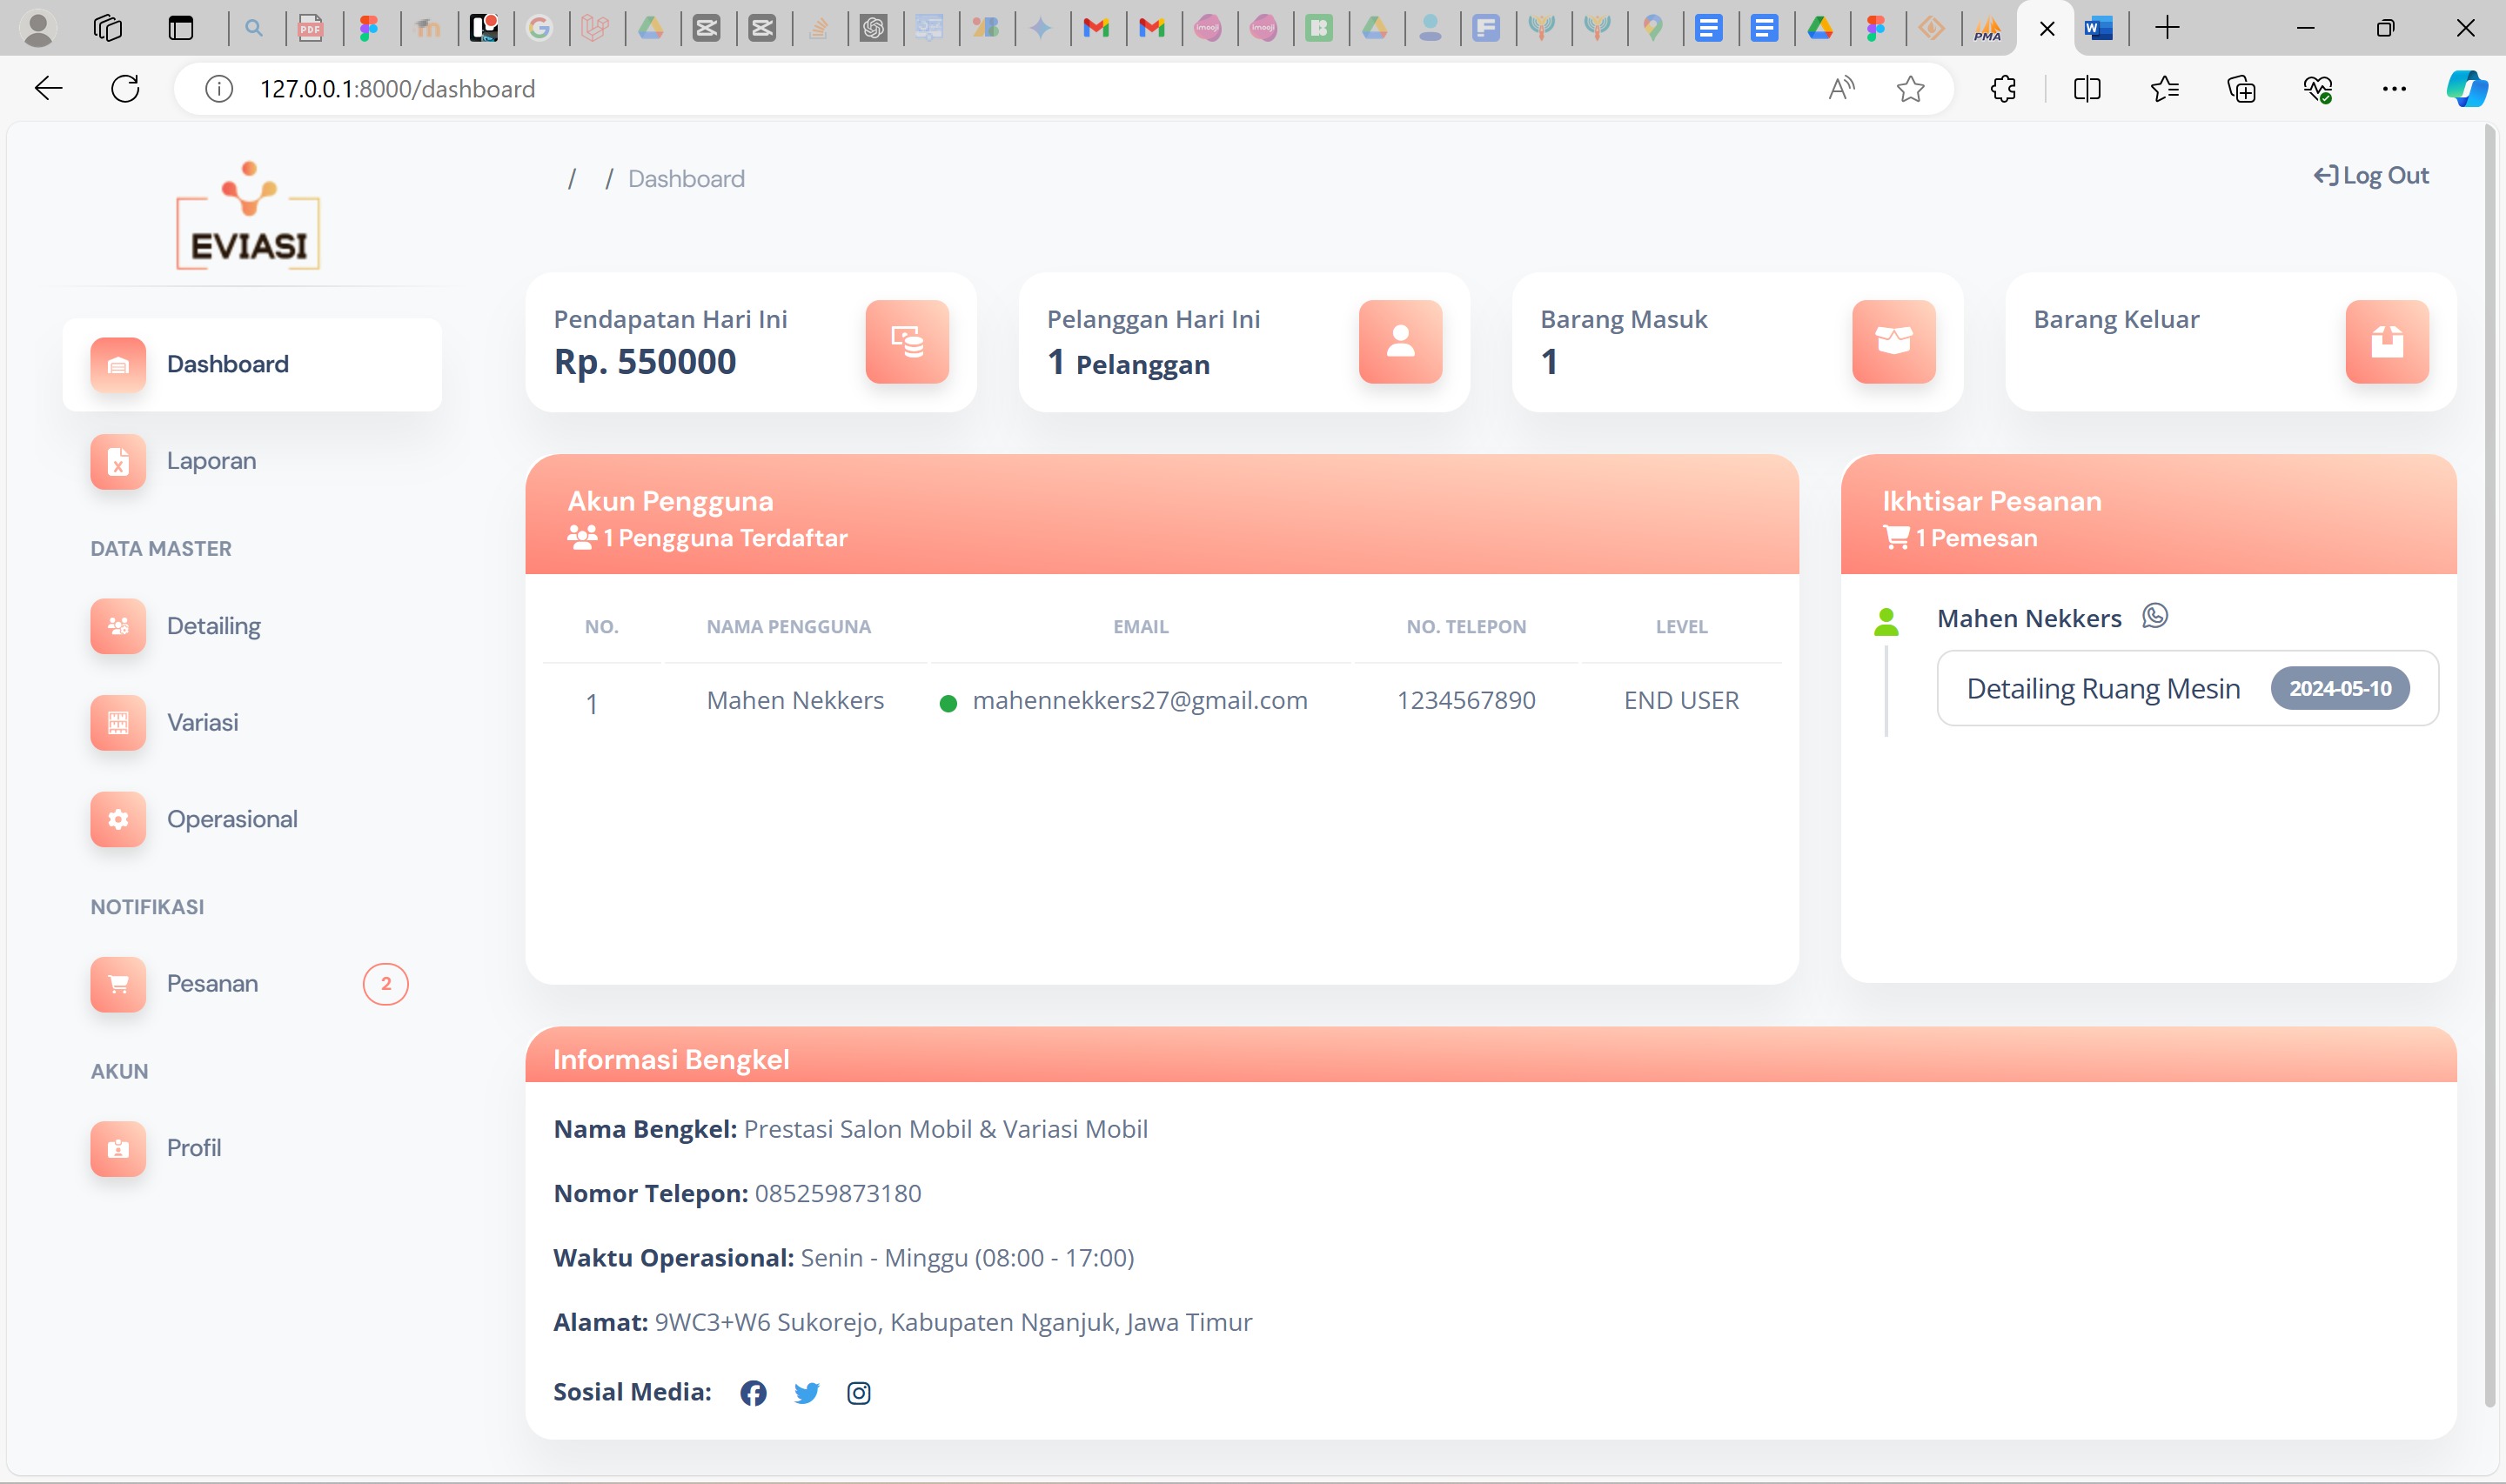 127.0.0.1:8000/dashboard
EVIASI
/ / Dashboard
Log Out
Dashboard
Laporan
DATA MASTER
Detailing
Variasi
Operasional
NOTIFIKASI
Pesanan 2
AKUN
Profil
Pendapatan Hari Ini
Rp. 550000
Pelanggan Hari Ini
1 Pelanggan
Barang Masuk
1
Barang Keluar
Akun Pengguna
1 Pengguna Terdaftar
NO. NAMA PENGGUNA EMAIL NO. TELEPON LEVEL
1 Mahen Nekkers mahennekkers27@gmail.com 1234567890 END USER
Ikhtisar Pesanan
1 Pemesan
Mahen Nekkers
Detailing Ruang Mesin 2024-05-10
Informasi Bengkel
Nama Bengkel: Prestasi Salon Mobil & Variasi Mobil
Nomor Telepon: 085259873180
Waktu Operasional: Senin - Minggu (08:00 - 17:00)
Alamat: 9WC3+W6 Sukorejo, Kabupaten Nganjuk, Jawa Timur
Sosial Media: